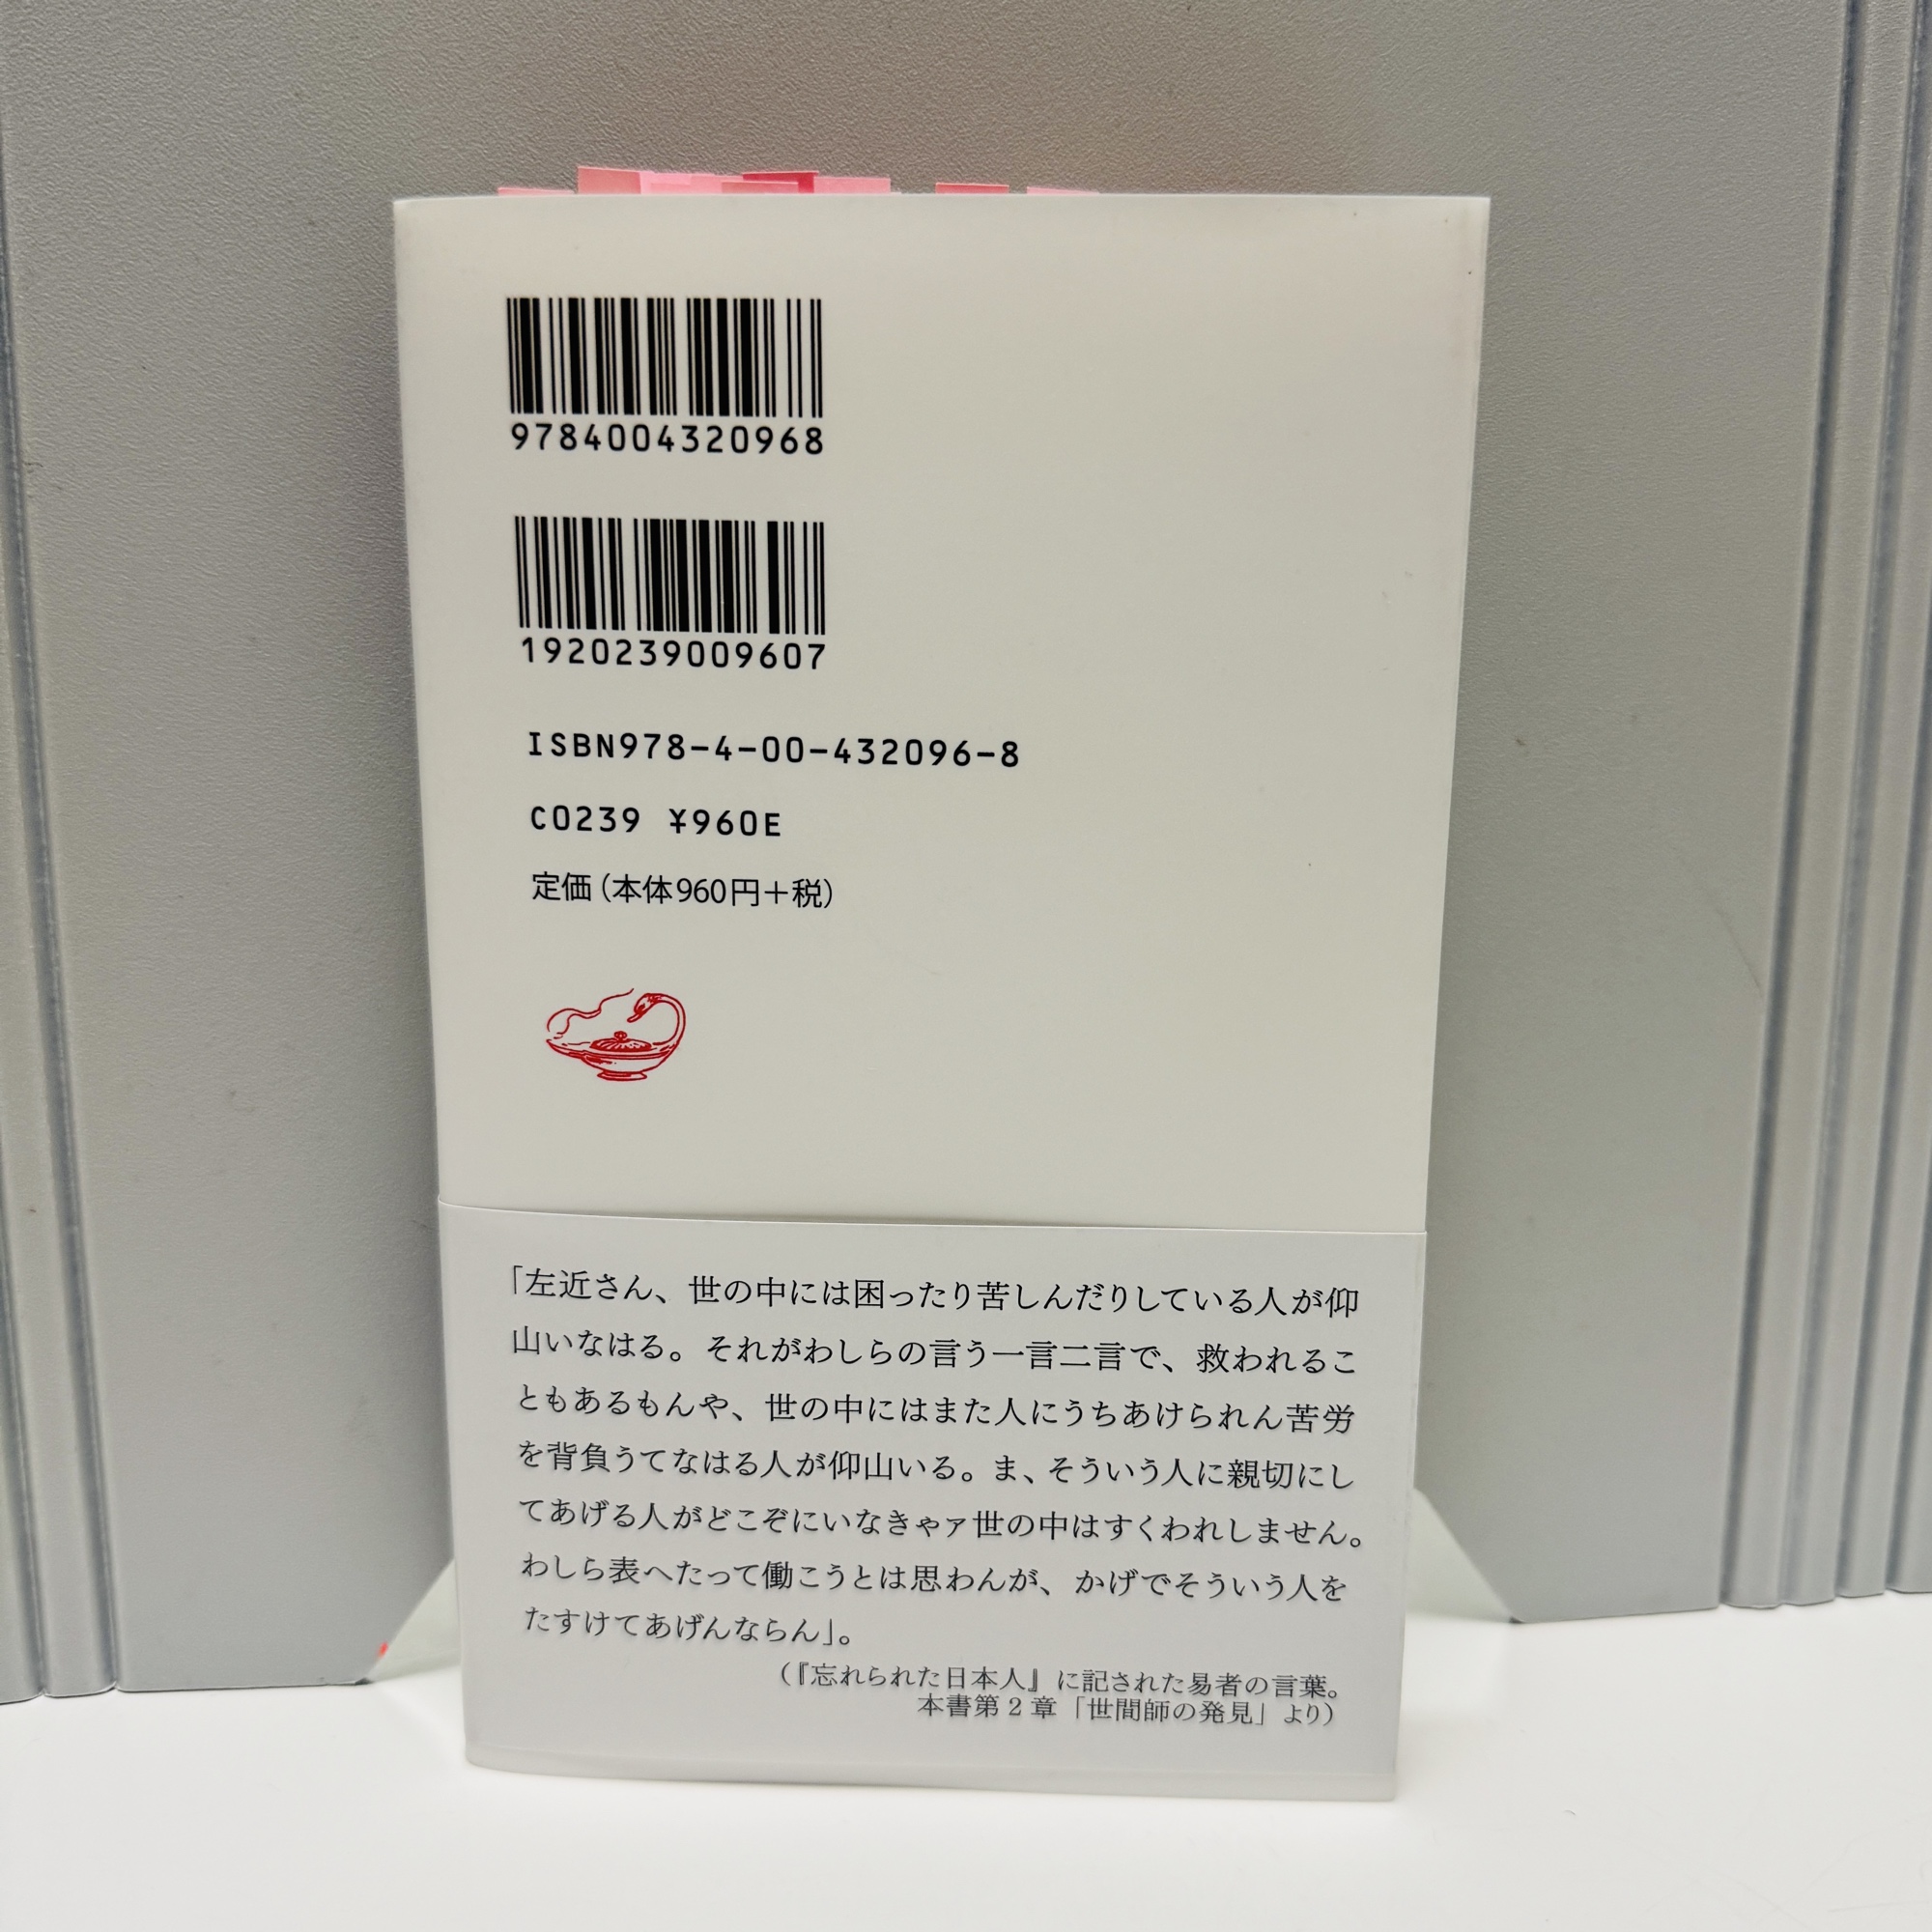 9784004320968
1920239009607
ISBN978-4-00-432096-8
C0239 ¥960E
定価(本体960円+税)
「左近さん、世の中には困ったり苦しんだりしている人が仰
山いなはる。それがわしらの言う一言二言で、救われるこ
ともあるもんや、世の中にはまた人にうちあけられん苦労
を背負うてなはる人が仰山いる。ま、そういう人に親切にし
てあげる人がどこぞにいなきゃァ世の中はすくわれしません。
わしら表へたって働こうとは思わんが、かげでそういう人を
たすけてあげんならん」。
(『忘れられた日本人』に記された易者の言葉。
本書第2章「世間師の発見」より)